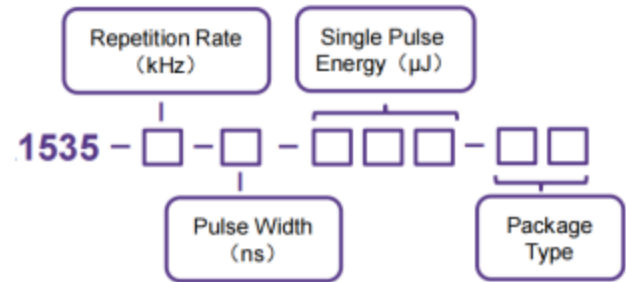 Repetition Rate
（kHz）
Single Pulse
Energy（μJ）
1535 – □ – □ – □□□ – □□
Pulse Width
（ns）
Package
Type